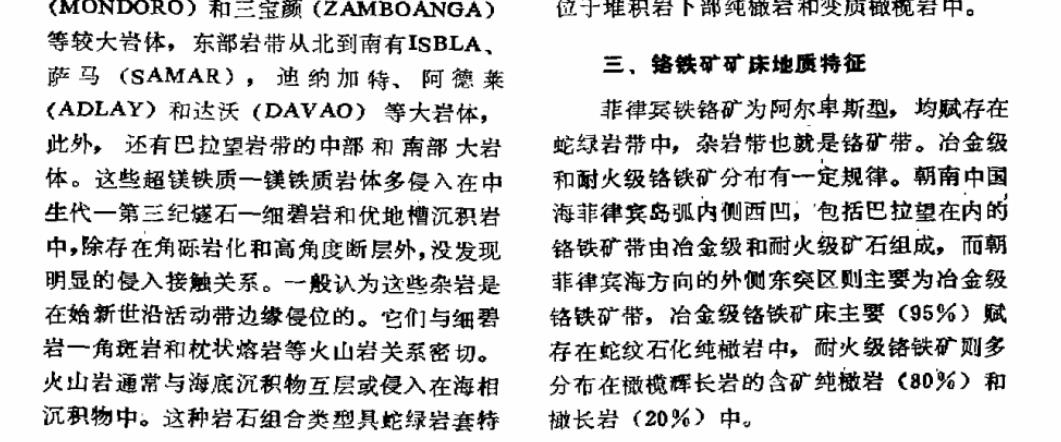 (MONDORO) 和三宝颜 (ZAMBOANGA)
等较大岩体，东部岩带从北到南有ISBLA、
萨马 (SAMAR)，迪纳加特、阿德莱
(ADLAY) 和达沃 (DAVAO) 等大岩体，
此外，还有巴拉望岩带的中部和南部大岩
体。这些超镁铁质—镁铁质岩体多侵入在中
生代—第三纪燧石—细碧岩和优地槽沉积岩
中，除存在角砾岩化和高角度断层外，没发现
明显的侵入接触关系。一般认为这些杂岩是
在始新世沿活动带边缘侵位的。它们与细碧
岩—角斑岩和枕状熔岩等火山岩关系密切。
火山岩通常与海底沉积物互层或侵入在海相
沉积物中。这种岩石组合类型具蛇绿岩套特
位于堆积岩下部纯橄岩和变质橄榄岩中。
三、铬铁矿矿床地质特征
菲律宾铁铬矿为阿尔卑斯型，均赋存在
蛇绿岩带中，杂岩带也就是铬矿带。冶金级
和耐火级铬铁矿分布有一定规律。朝南中国
海菲律宾岛弧内侧西凹，包括巴拉望在内的
铬铁矿带由冶金级和耐火级矿石组成，而朝
菲律宾海方向的外侧东突区则主要为冶金级
铬铁矿带，冶金级铬铁矿床主要（95%）赋
存在蛇纹石化纯橄岩中，耐火级铬铁矿则多
分布在橄榄辉长岩的含矿纯橄岩（80%）和
橄长岩（20%）中。